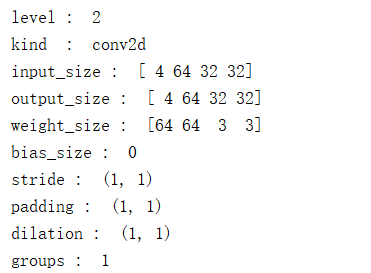 level :  2
kind  :  conv2d
input_size :  [ 4 64 32 32]
output_size :  [ 4 64 32 32]
weight_size :  [64 64  3  3]
bias_size :  0
stride :  (1, 1)
padding :  (1, 1)
dilation :  (1, 1)
groups :  1